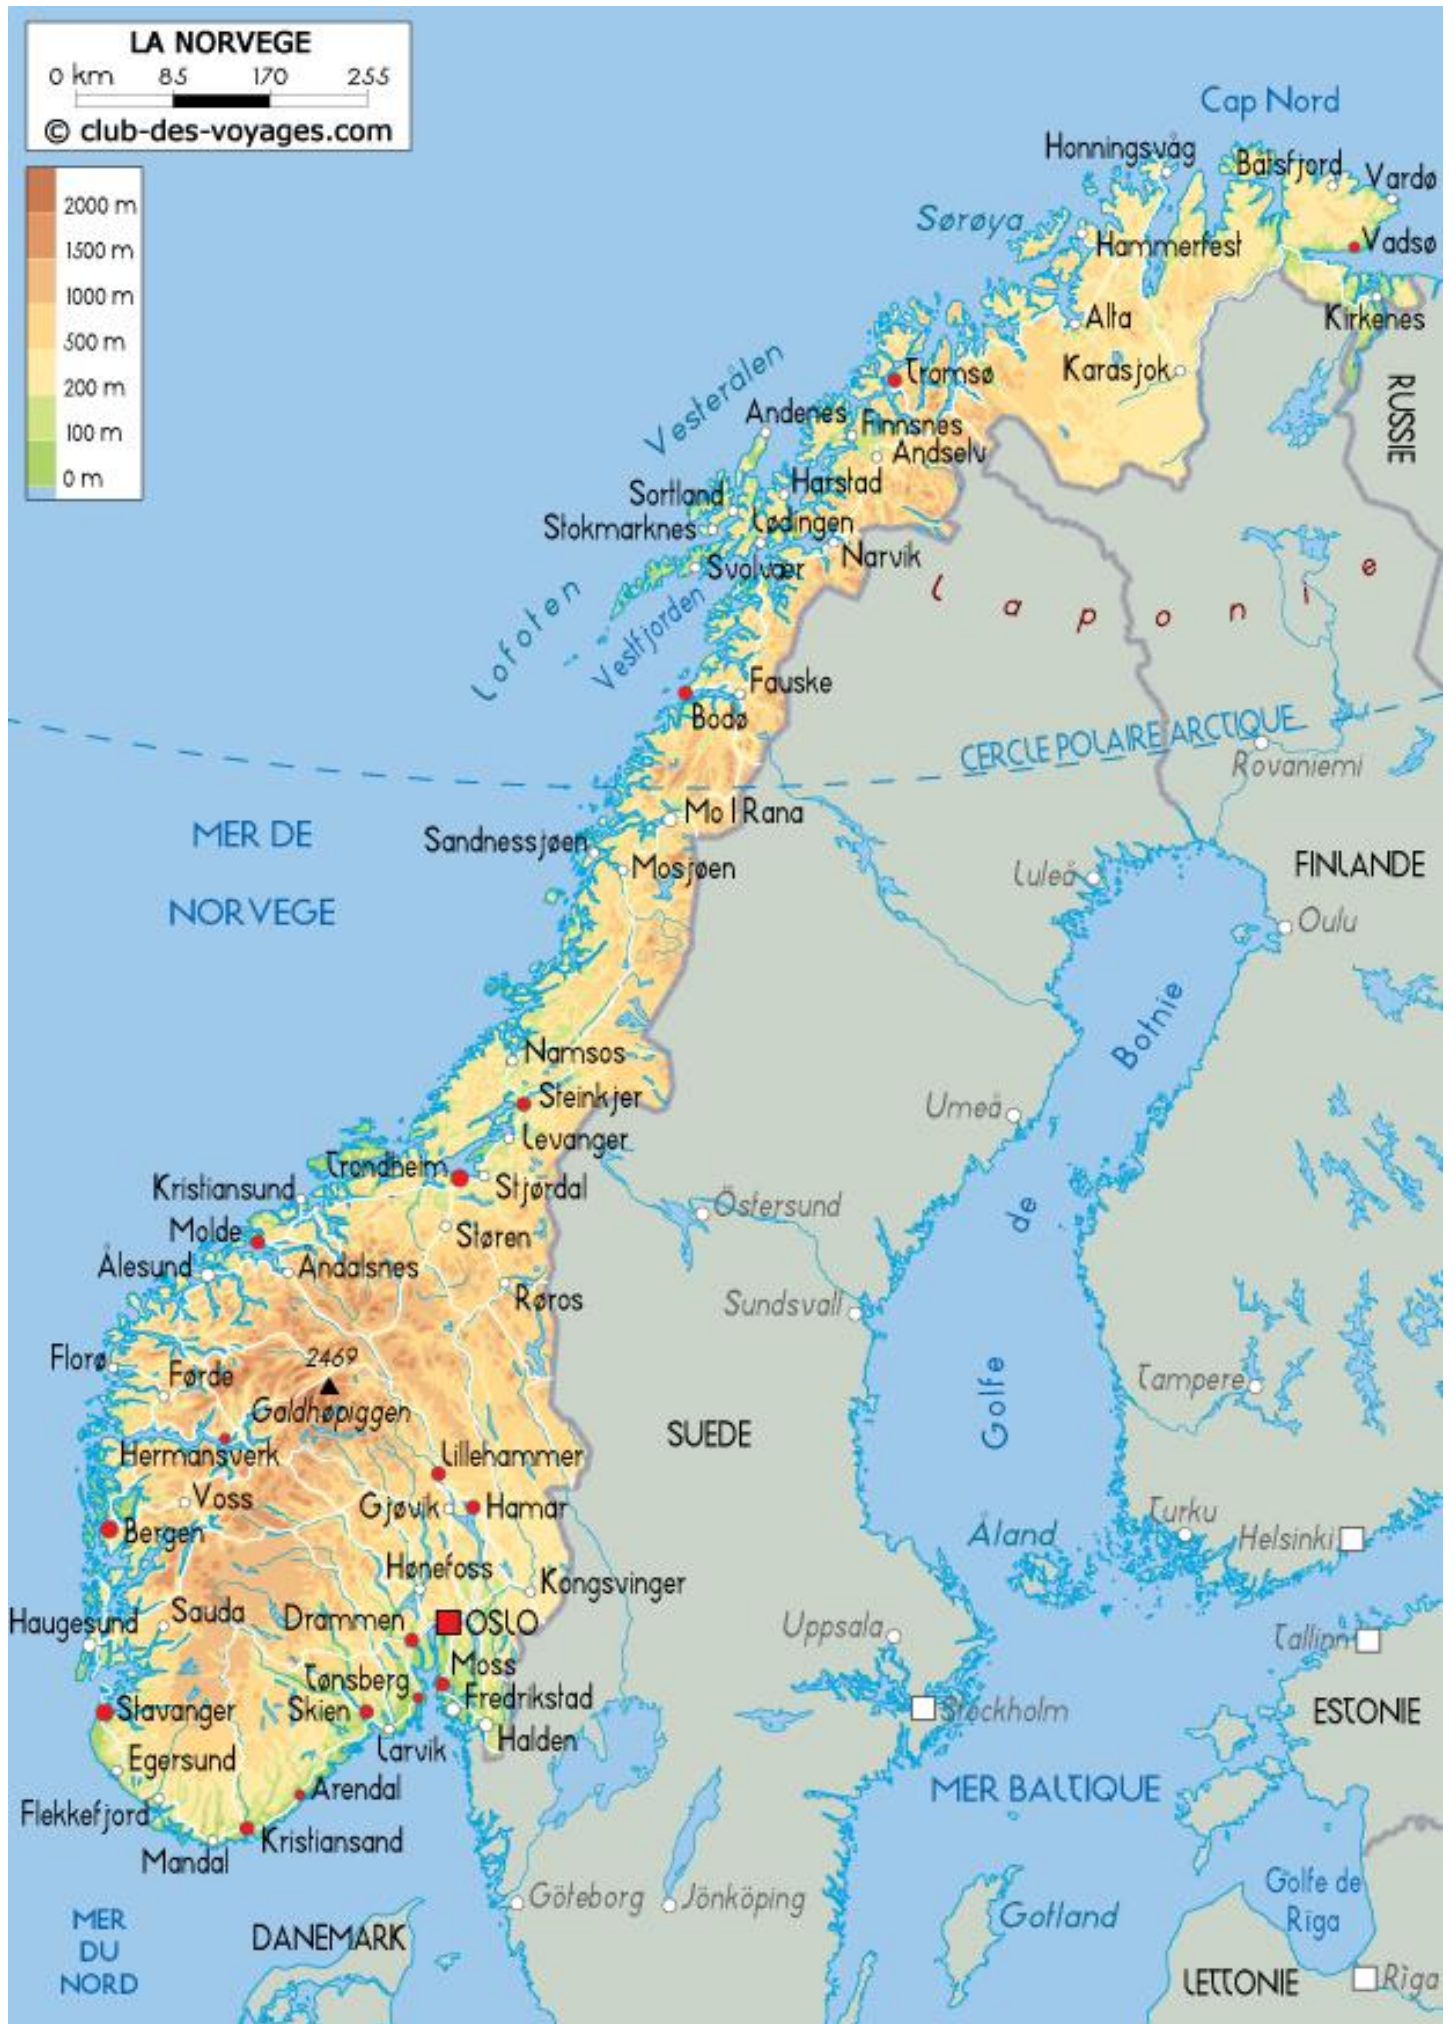 LA NORVEGE
0 km 85 170 255
© club-des-voyages.com
2000 m
1500 m
1000 m
500 m
200 m
100 m
0 m
Cap Nord
Honningsvåg
Båtsfjord
Vardø
Sørøya
Hammerfest
Vadsø
Alta
Kirkenes
Tromsø
Karasjok
RUSSIE
Vesterålen
Andenes
Finnsnes
Andselv
Sortland
Harstad
Stokmarknes
Lødingen
Narvik
Svolvær
Laponie
Lofoten
Vestfjorden
Fauske
Bodø
CERCLE POLAIRE ARCTIQUE
Rovaniemi
MER DE
NORVEGE
Mo I Rana
Sandnessjøen
Mosjøen
Luleå
FINLANDE
Oulu
Golfe de Botnie
Namsos
Steinkjer
Umeå
Levanger
Trondheim
Stjørdal
Kristiansund
Östersund
Molde
Støren
Ålesund
Andalsnes
Røros
Sundsvall
Florø
2469
Førde
Galdhøpiggen
Tampere
SUEDE
Hermansverk
Lillehammer
Voss
Gjøvik
Hamar
Bergen
Turku
Åland
Helsinki
Hønefoss
Kongsvinger
Haugesund
Sauda
Drammen
OSLO
Uppsala
Tallinn
Moss
Tønsberg
Fredrikstad
Stavanger
Skien
Stockholm
ESTONIE
Halden
Larvik
Egersund
Arendal
MER BALTIQUE
Flekkefjord
Kristiansand
Mandal
Göteborg
Jönköping
Gotland
Golfe de
Riga
MER
DU
NORD
DANEMARK
LETTONIE
Rìga